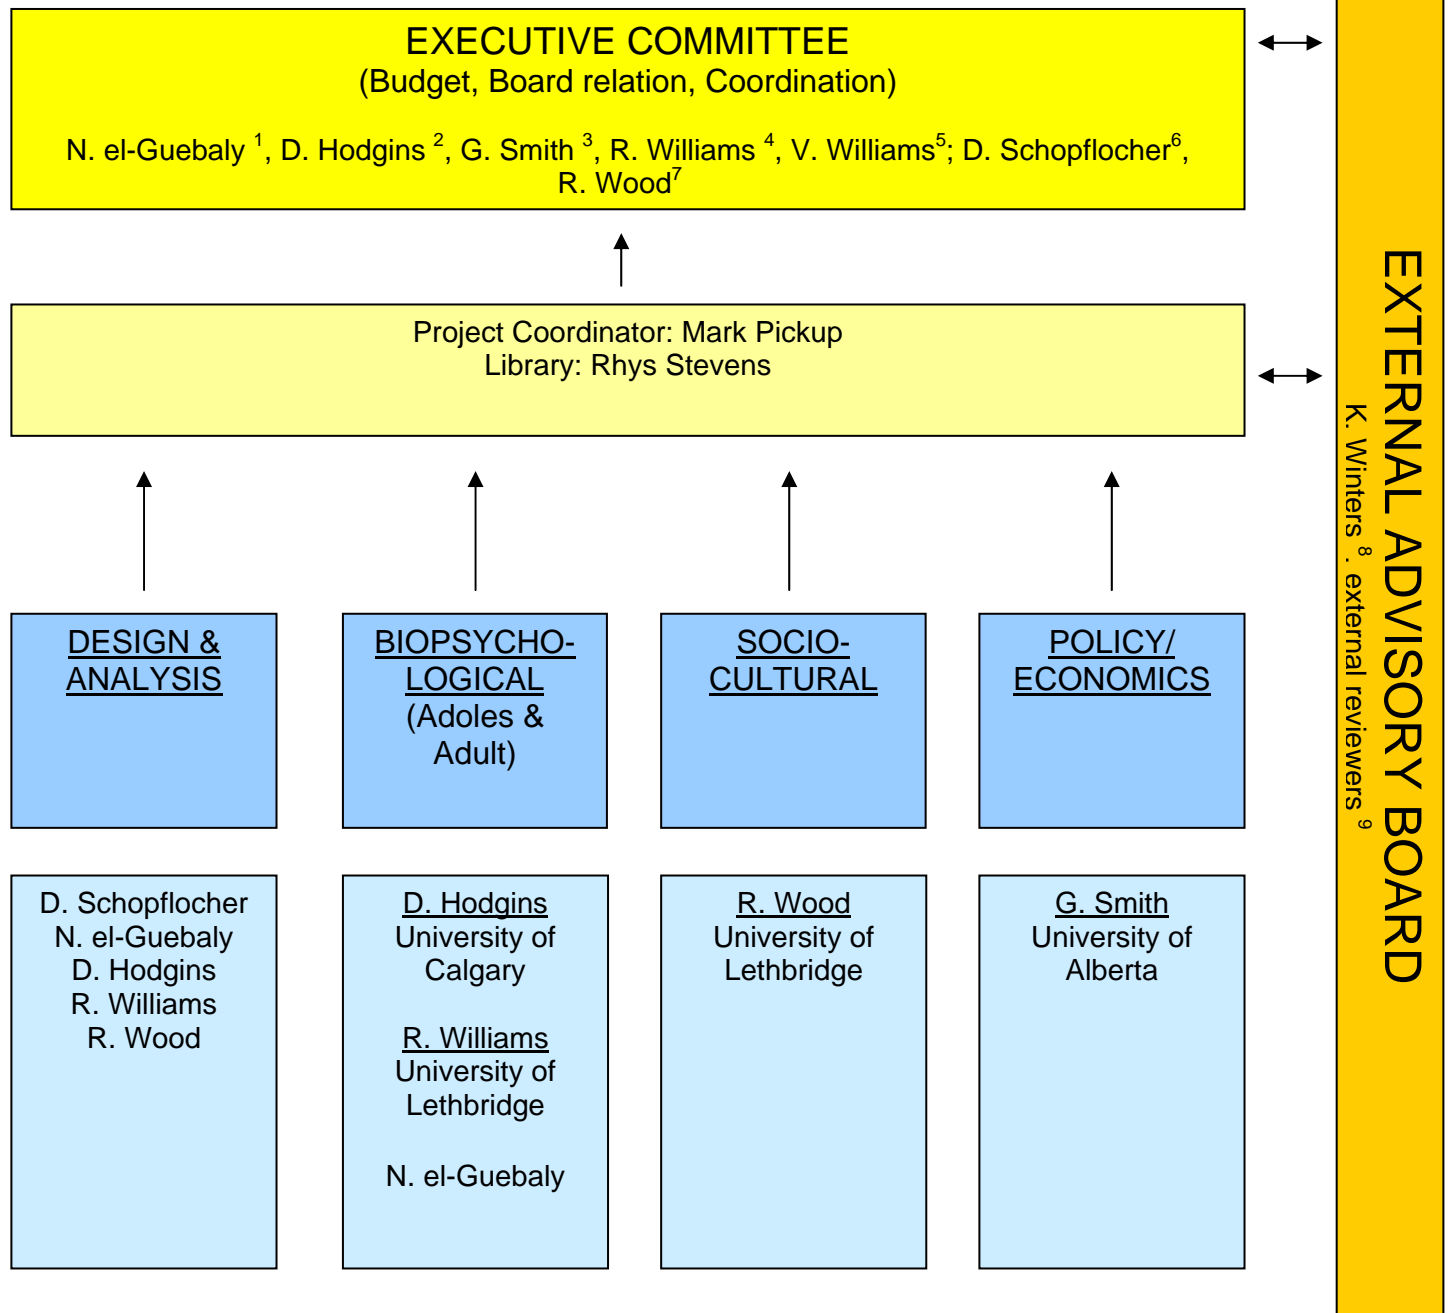 EXECUTIVE COMMITTEE
(Budget, Board relation, Coordination)
N. el-Guebaly 1, D. Hodgins 2, G. Smith 3, R. Williams 4, V. Williams5; D. Schopflocher6,
R. Wood7
Project Coordinator: Mark Pickup
Library: Rhys Stevens
DESIGN &
ANALYSIS
BIOPSYCHO-
LOGICAL
(Adoles &
Adult)
SOCIO-
CULTURAL
POLICY/
ECONOMICS
D. Schopflocher
N. el-Guebaly
D. Hodgins
R. Williams
R. Wood
D. Hodgins
University of
Calgary
R. Williams
University of
Lethbridge
N. el-Guebaly
R. Wood
University of
Lethbridge
G. Smith
University of
Alberta
EXTERNAL ADVISORY BOARD
K. Winters 8. external reviewers 9